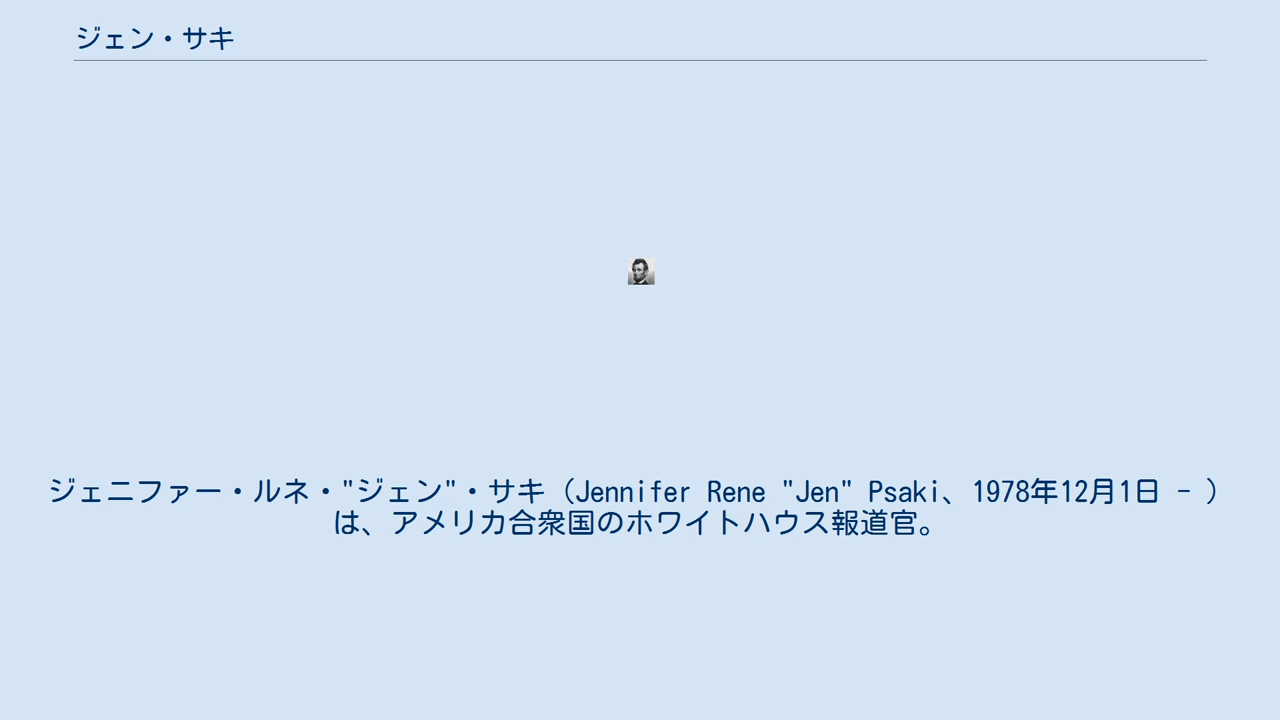 ジェン・サキ
ジェニファー・ルネ・"ジェン"・サキ（Jennifer Rene "Jen" Psaki、1978年12月1日 - ）
は、アメリカ合衆国のホワイトハウス報道官。